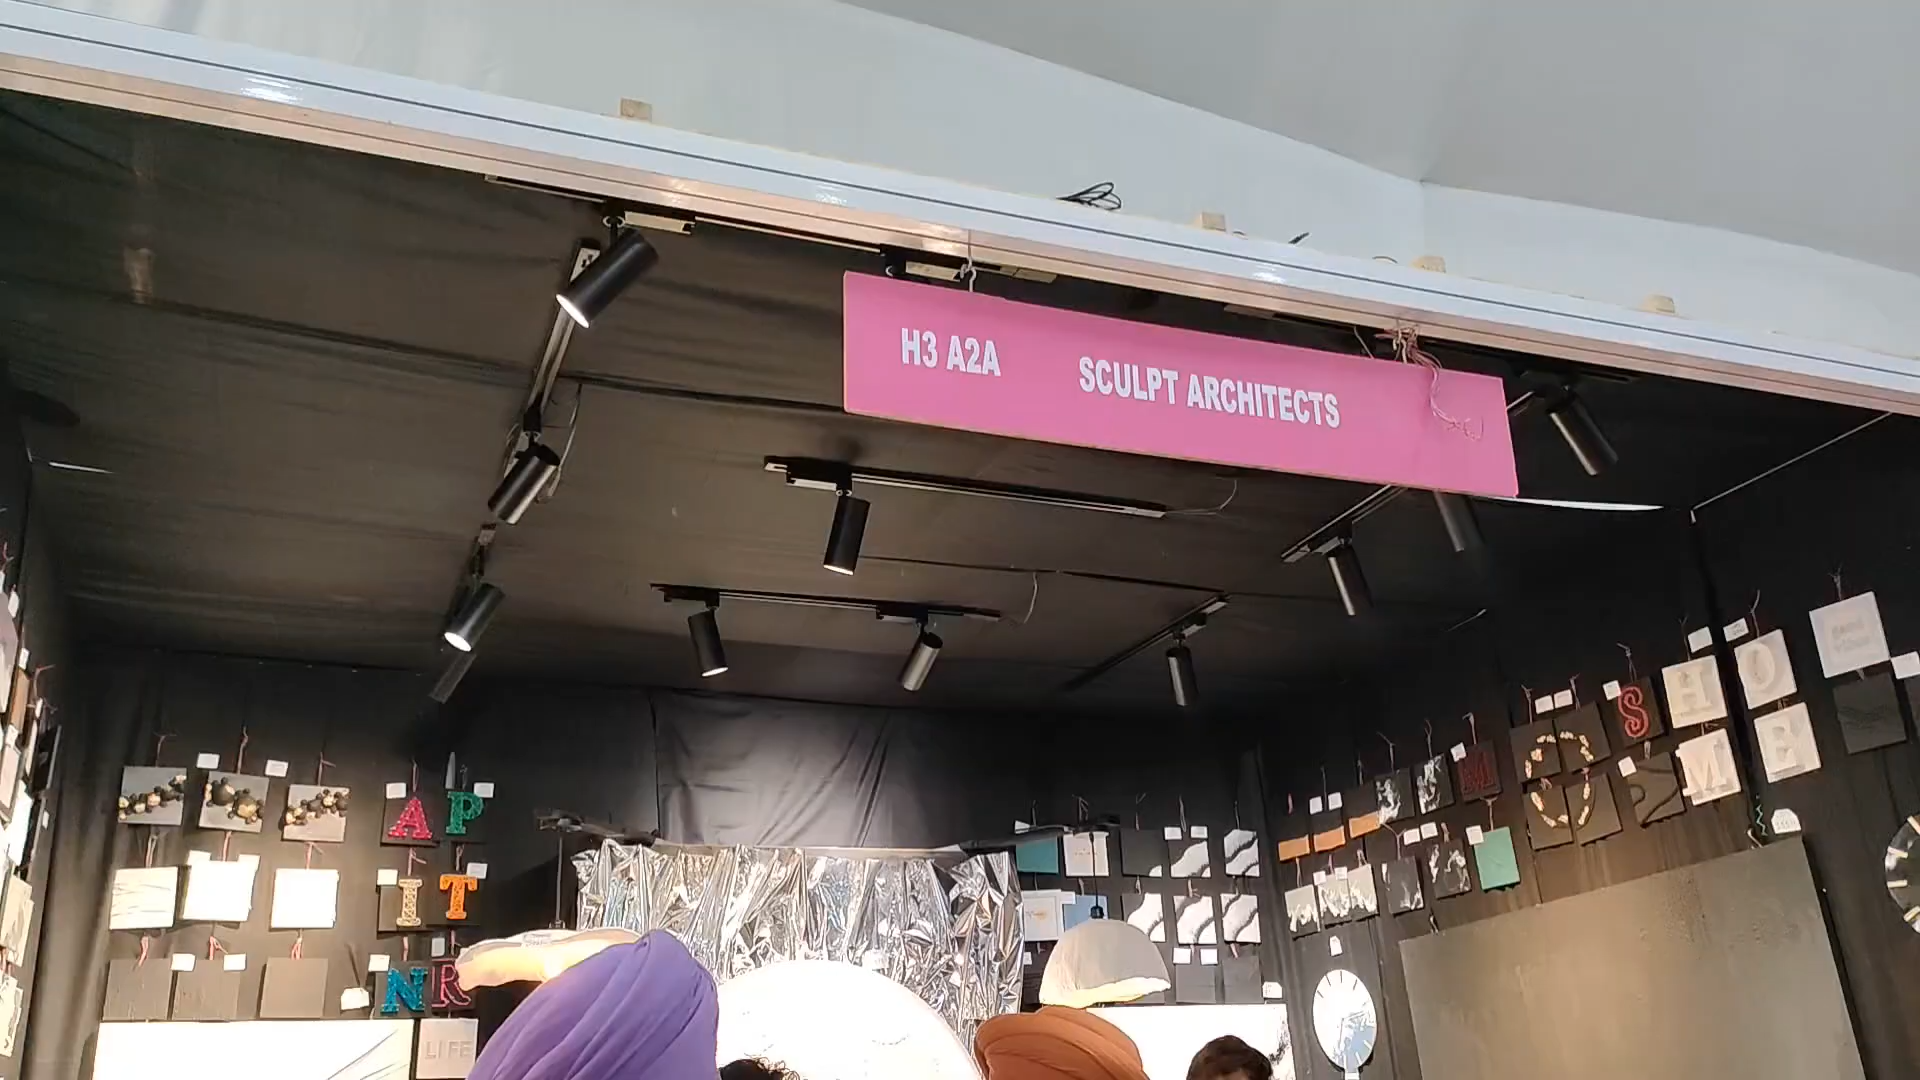 H3 A2A SCULPT ARCHITECTS
S H O
M E
M
A P
I T
N R
LIFE